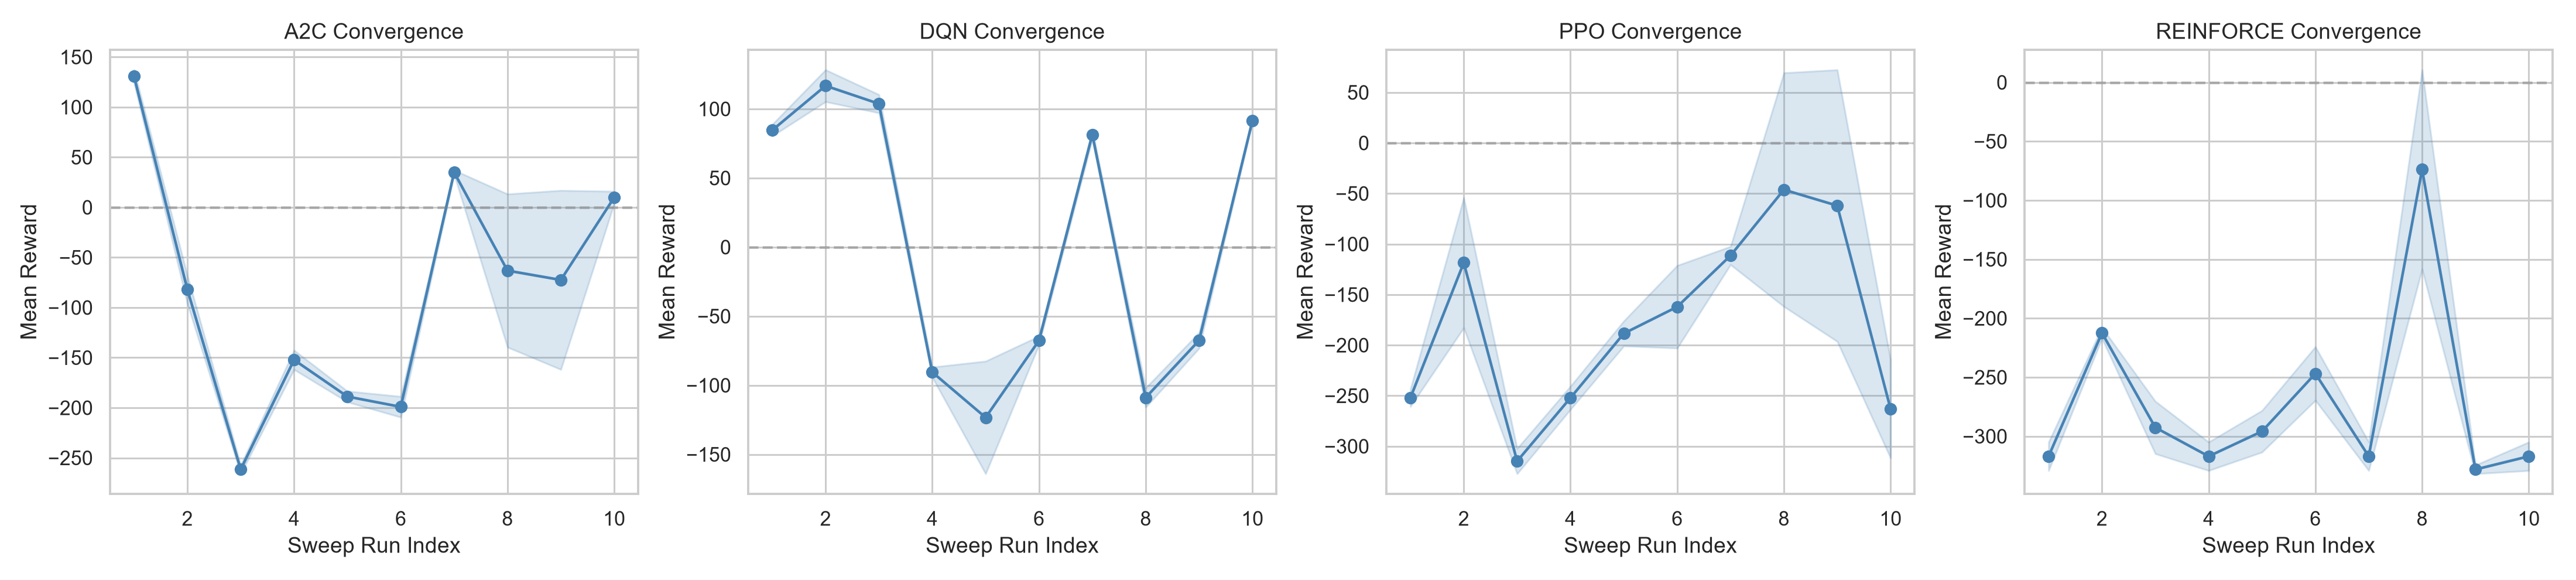 A2C Convergence
Mean Reward
150
100
50
0
−50
−100
−150
−200
−250
2 4 6 8 10
Sweep Run Index
DQN Convergence
Mean Reward
100
50
0
−50
−100
−150
2 4 6 8 10
Sweep Run Index
PPO Convergence
Mean Reward
50
0
−50
−100
−150
−200
−250
−300
2 4 6 8 10
Sweep Run Index
REINFORCE Convergence
Mean Reward
0
−50
−100
−150
−200
−250
−300
2 4 6 8 10
Sweep Run Index